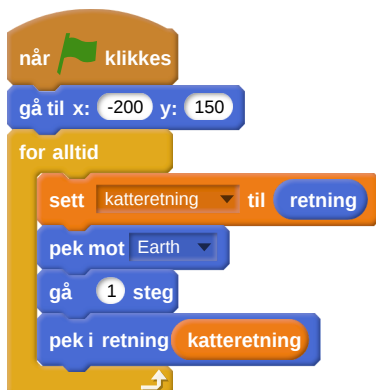 når klikkes
gå til x: -200 y: 150
for alltid
sett katteretning til retning
pek mot Earth
gå 1 steg
pek i retning katteretning